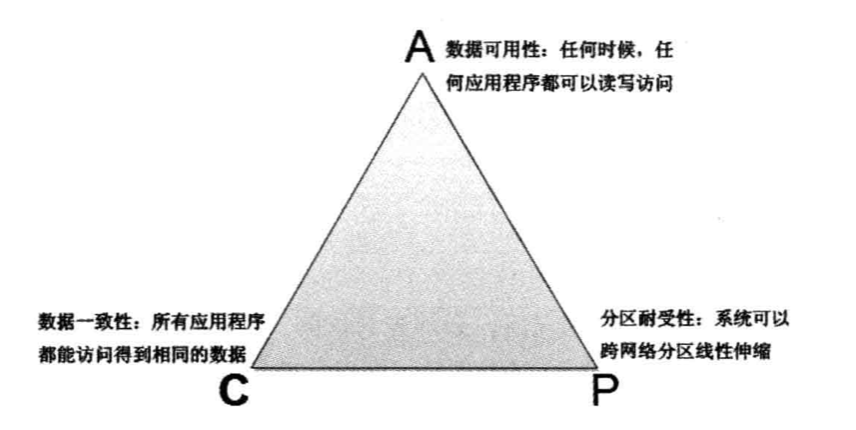 A
数据可用性：任何时候，任
何应用程序都可以读写访问
数据一致性：所有应用程序
都能访问得到相同的数据
C
分区耐受性：系统可以
跨网络分区线性伸缩
P